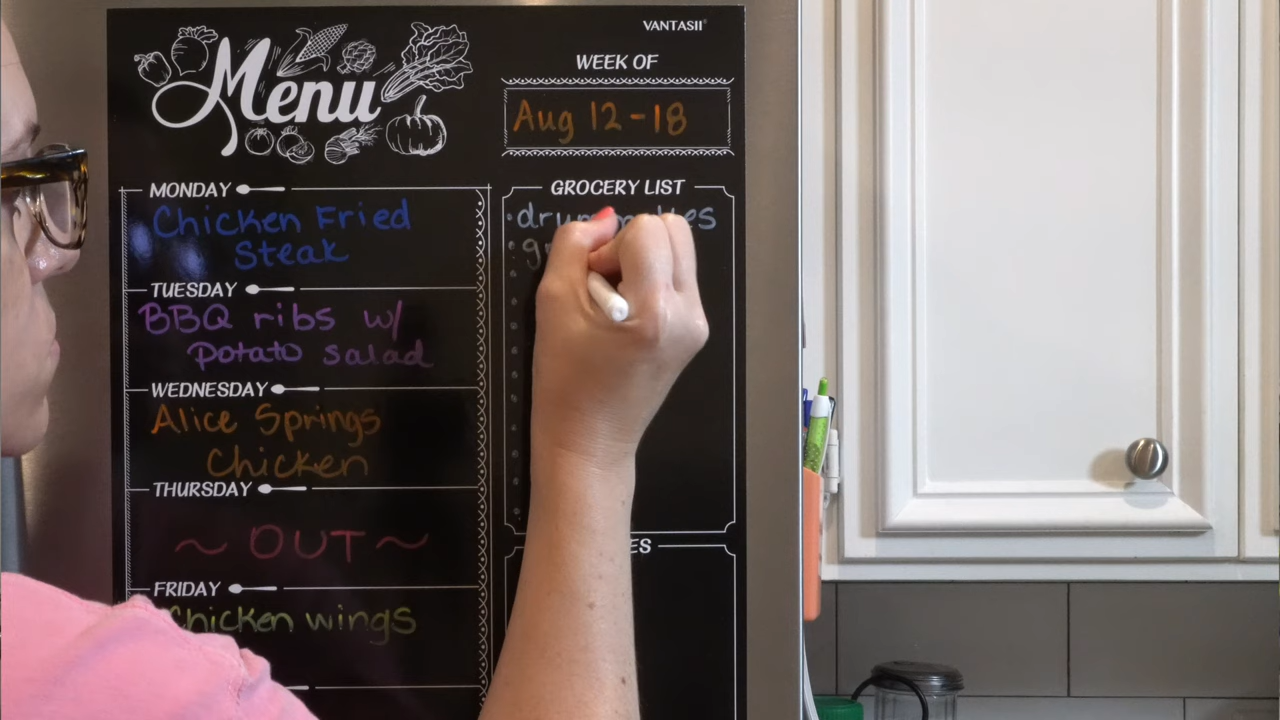 VANTASII
Menu
WEEK OF
Aug 12-18
MONDAY
Chicken Fried
Steak
TUESDAY
BBQ ribs w/
Potato salad
WEDNESDAY
Alice Springs
Chicken
THURSDAY
~ OUT ~
FRIDAY
Chicken wings
GROCERY LIST